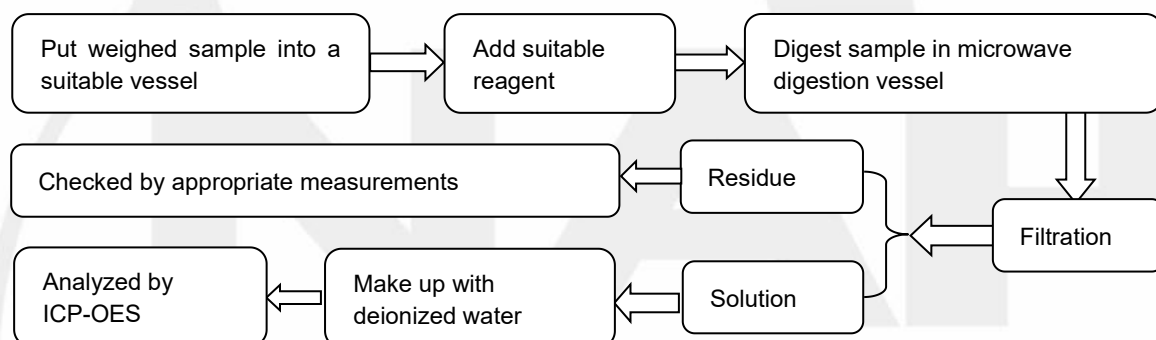 Put weighed sample into a
suitable vessel
Add suitable
reagent
Digest sample in microwave
digestion vessel
Filtration
Residue
Checked by appropriate measurements
Solution
Make up with
deionized water
Analyzed by
ICP-OES